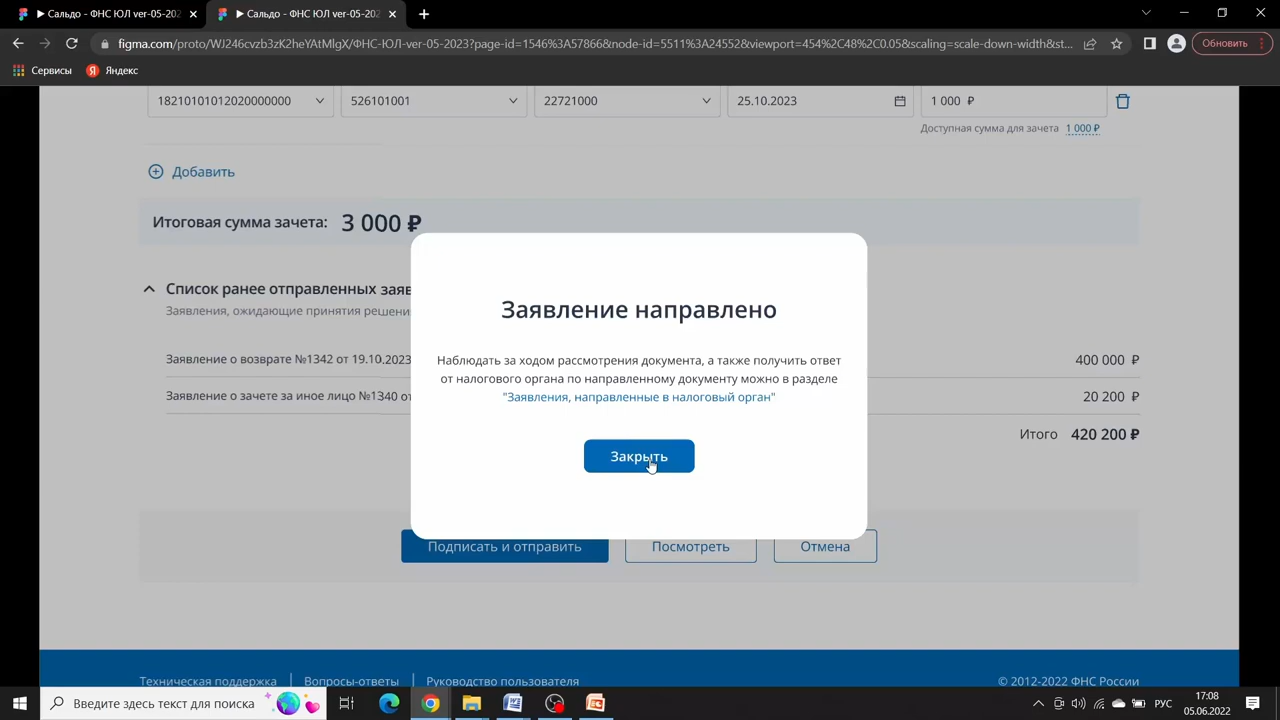 Сальдо - ФНС ЮЛ ver-05-202
Сальдо - ФНС ЮЛ ver-05-202
figma.com/proto/WJ246cvzb3zK2heYAtMlgX/ФНС-ЮЛ-ver-05-2023?page-id=1546%3A57866&node-id=5511%3A24552&viewport=454%2C48%2C0.05&scaling=scale-down-width&st...
Обновить
Сервисы
Яндекс
18210101012020000000
526101001
22721000
25.10.2023
1 000 ₽
Доступная сумма для зачета 1 000 ₽
Добавить
Итоговая сумма зачета: 3 000 ₽
Список ранее отправленных заяв
Заявления, ожидающие принятия решени
Заявление о возврате №1342 от 19.10.2023
400 000 ₽
Заявление о зачете за иное лицо №1340 от
20 200 ₽
Итого 420 200 ₽
Заявление направлено
Наблюдать за ходом рассмотрения документа, а также получить ответ
от налогового органа по направленному документу можно в разделе
"Заявления, направленные в налоговый орган"
Закрыть
Подписать и отправить
Посмотреть
Отмена
Техническая поддержка
Вопросы-ответы
Руководство пользователя
© 2012-2022 ФНС России
Введите здесь текст для поиска
РУС
17:08
05.06.2022